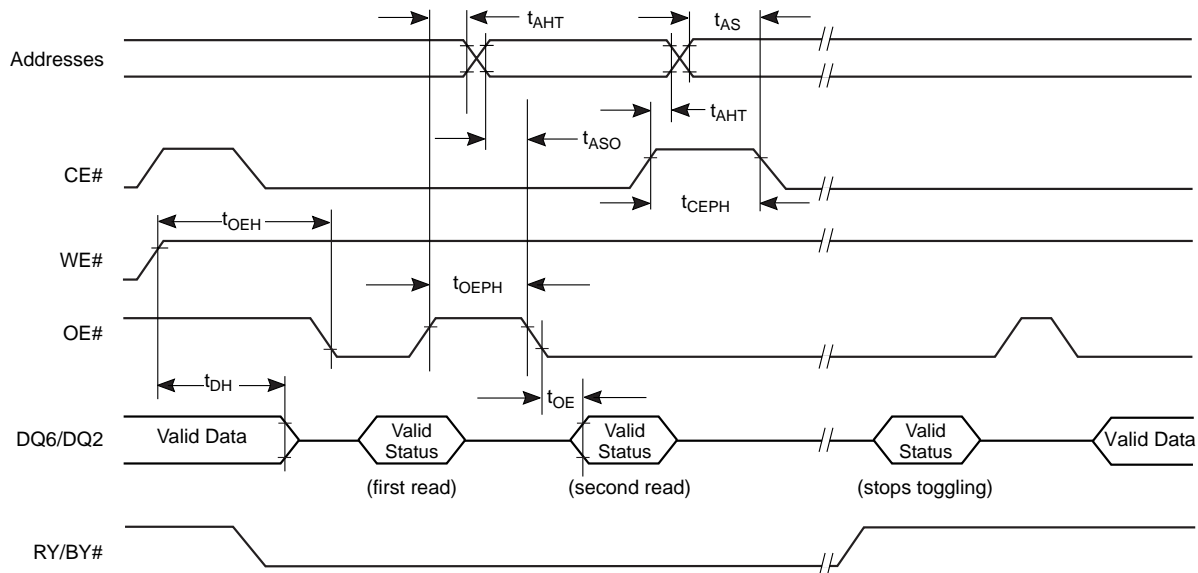 tAHT
tAS
Addresses
tAHT
tASO
CE#
tCEPH
tOEH
WE#
tOEPH
OE#
tDH
tOE
DQ6/DQ2
Valid Data
Valid
Status
Valid
Status
Valid
Status
Valid Data
(first read)
(second read)
(stops toggling)
RY/BY#